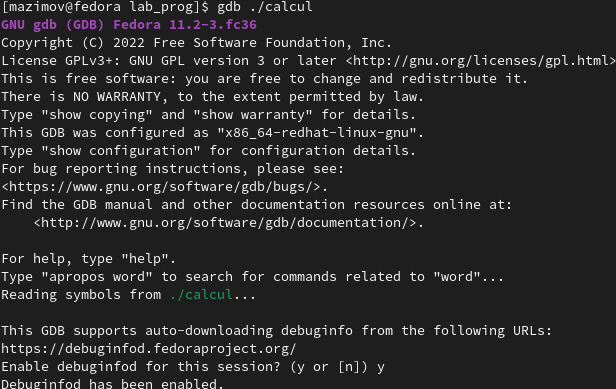 [mazimov@fedora lab_prog]$ gdb ./calcul
GNU gdb (GDB) Fedora 11.2-3.fc36
Copyright (C) 2022 Free Software Foundation, Inc.
License GPLv3+: GNU GPL version 3 or later <http://gnu.org/licenses/gpl.html>
This is free software: you are free to change and redistribute it.
There is NO WARRANTY, to the extent permitted by law.
Type "show copying" and "show warranty" for details.
This GDB was configured as "x86_64-redhat-linux-gnu".
Type "show configuration" for configuration details.
For bug reporting instructions, please see:
<https://www.gnu.org/software/gdb/bugs/>.
Find the GDB manual and other documentation resources online at:
    <http://www.gnu.org/software/gdb/documentation/>.

For help, type "help".
Type "apropos word" to search for commands related to "word"...
Reading symbols from ./calcul...

This GDB supports auto-downloading debuginfo from the following URLs:
https://debuginfod.fedoraproject.org/
Enable debuginfod for this session? (y or [n]) y
Debuginfod has been enabled.